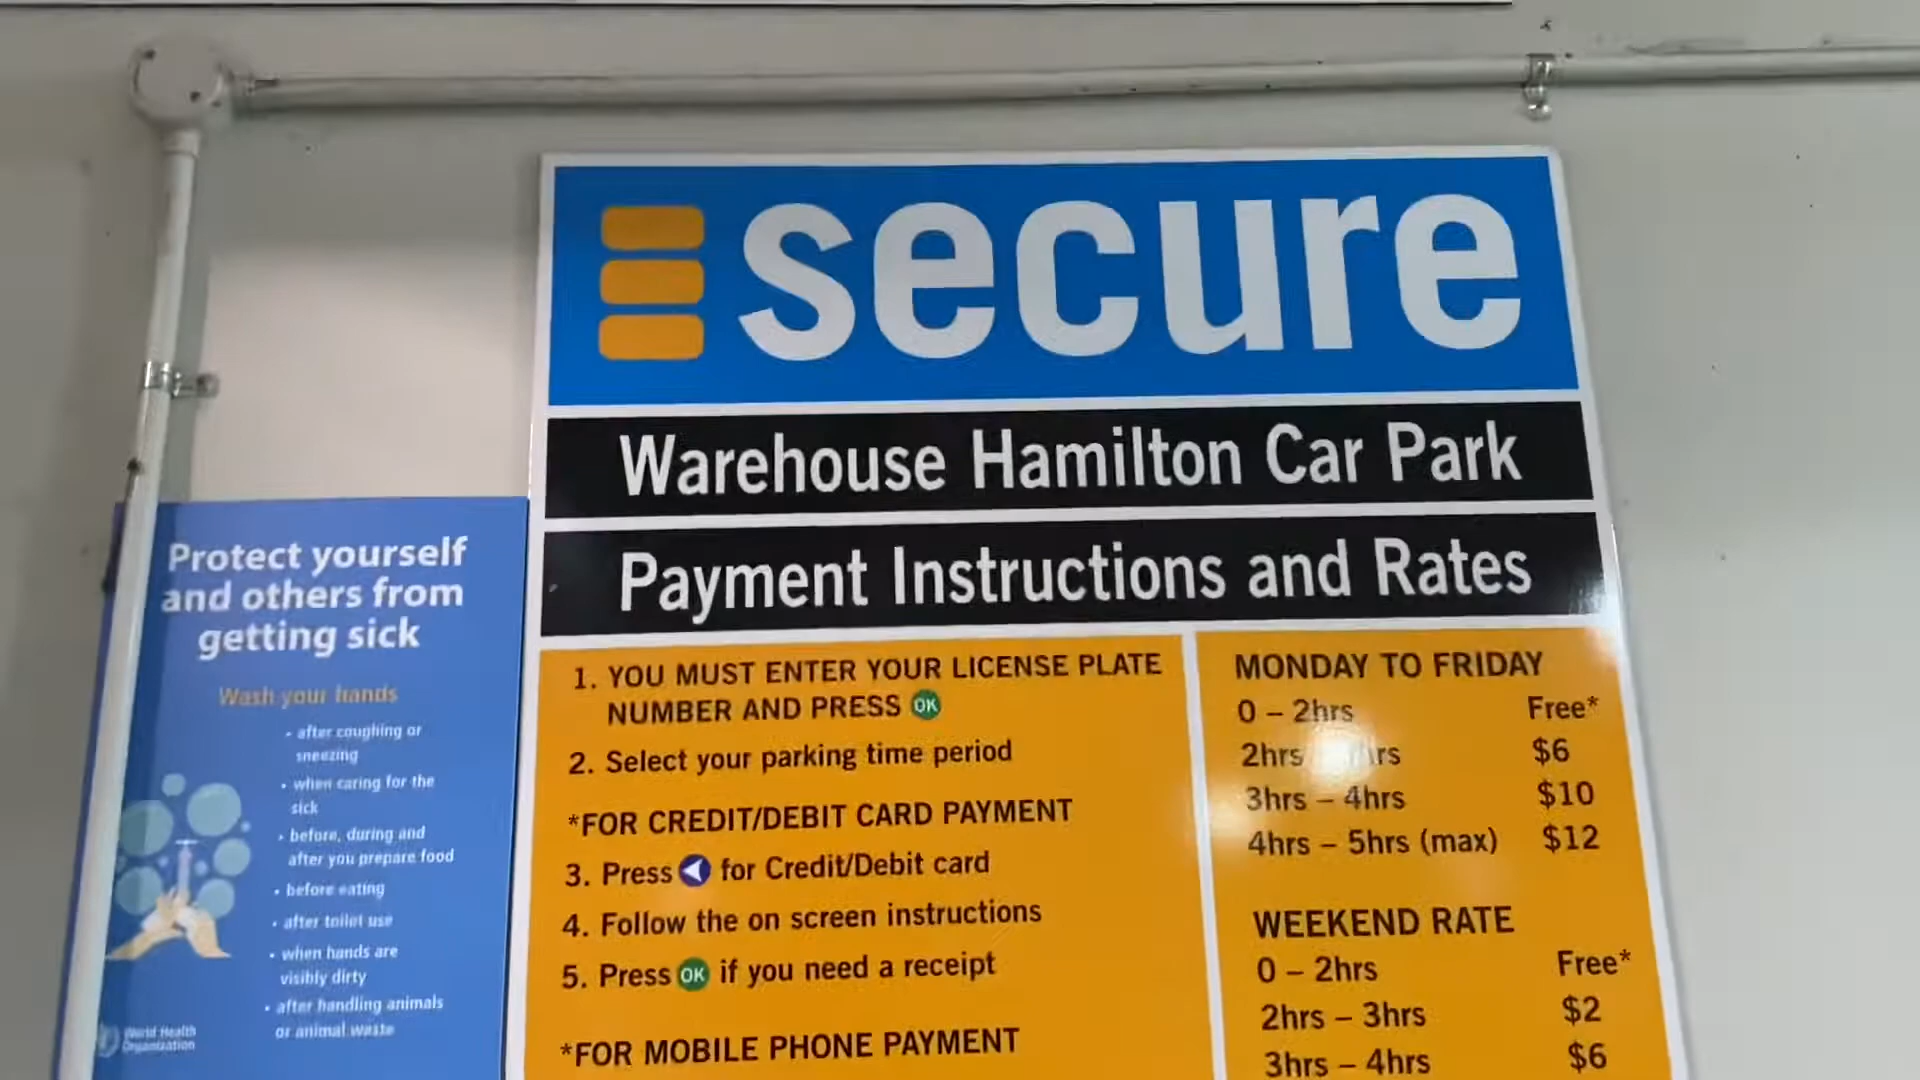 secure
Warehouse Hamilton Car Park
Payment Instructions and Rates
1. YOU MUST ENTER YOUR LICENSE PLATE
NUMBER AND PRESS OK
2. Select your parking time period
*FOR CREDIT/DEBIT CARD PAYMENT
3. Press for Credit/Debit card
4. Follow the on screen instructions
5. Press OK if you need a receipt
*FOR MOBILE PHONE PAYMENT
MONDAY TO FRIDAY
0 – 2hrs Free*
2hrs $6
3hrs – 4hrs $10
4hrs – 5hrs (max) $12
WEEKEND RATE
0 – 2hrs Free*
2hrs – 3hrs $2
3hrs – 4hrs $6
Protect yourself
and others from
getting sick
Wash your hands
• after coughing or
sneezing
• when caring for the
sick
• before, during and
after you prepare food
• before eating
• after toilet use
• when hands are
visibly dirty
• after handling animals
or animal waste
World Health
Organization